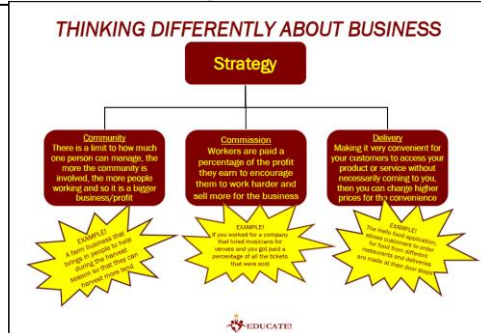 THINKING DIFFERENTLY ABOUT BUSINESS
Strategy
Community
There is a limit to how much
one person can manage, the
more the community is
involved, the more people
working and so it is a bigger
business/profit
Commission
Workers are paid a
percentage of the profit
they earn to encourage
them to work harder and
sell more for the business
Delivery
Making it very convenient for
your customers to access your
product or service without
necessarily coming to you,
then you can charge higher
prices for the convenience
EXAMPLE!
A farm business that
brings in people to help
during the harvest
season so that they can
harvest more land.
EXAMPLE!
If you worked for a company
that hired musicians for
venues and you got paid a
percentage of all the tickets
that were sold
EXAMPLE!
The Hello food application,
allows customers to order
for food from different
restaurants and deliveries
are made at their door steps
EDUCATE!